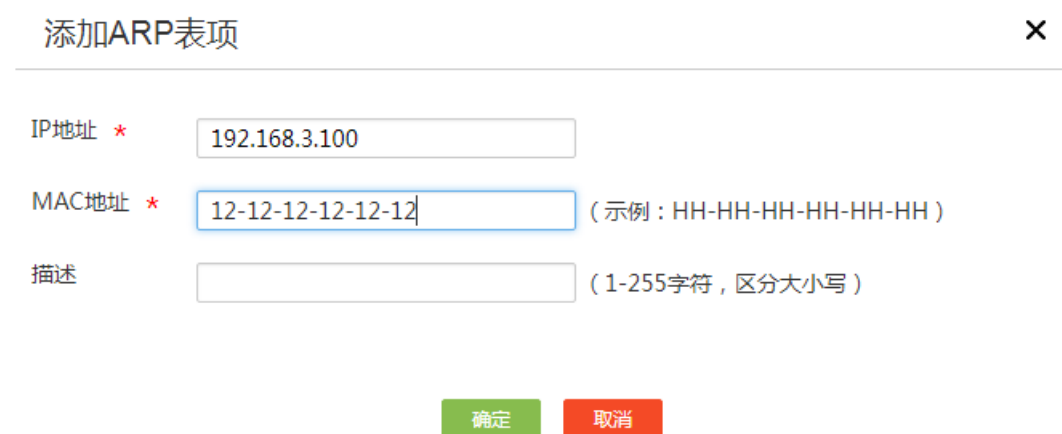 添加ARP表项
IP地址 * 192.168.3.100
MAC地址 * 12-12-12-12-12-12 (示例：HH-HH-HH-HH-HH-HH)
描述 (1-255字符，区分大小写)
确定 取消